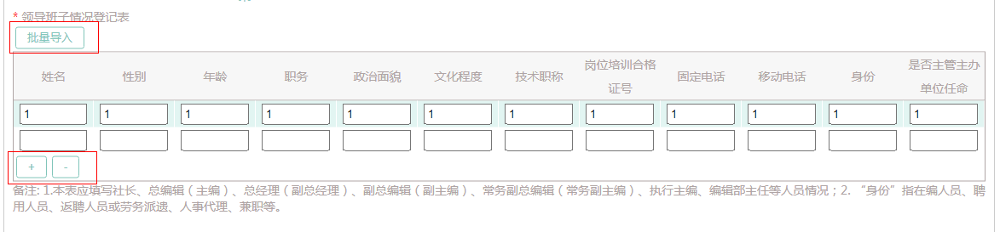 * 领导班子情况登记表
批量导入
姓名 性别 年龄 职务 政治面貌 文化程度 技术职称 岗位培训合格证号 固定电话 移动电话 身份 是否主管主办单位任命
1 1 1 1 1 1 1 1 1 1 1 1
+ -
备注: 1.本表应填写社长、总编辑（主编）、总经理（副总经理）、副总编辑（副主编）、常务副总编辑（常务副主编）、执行主编、编辑部主任等人员情况；2. “身份”指在编人员、聘
用人员、返聘人员或劳务派遣、人事代理、兼职等。